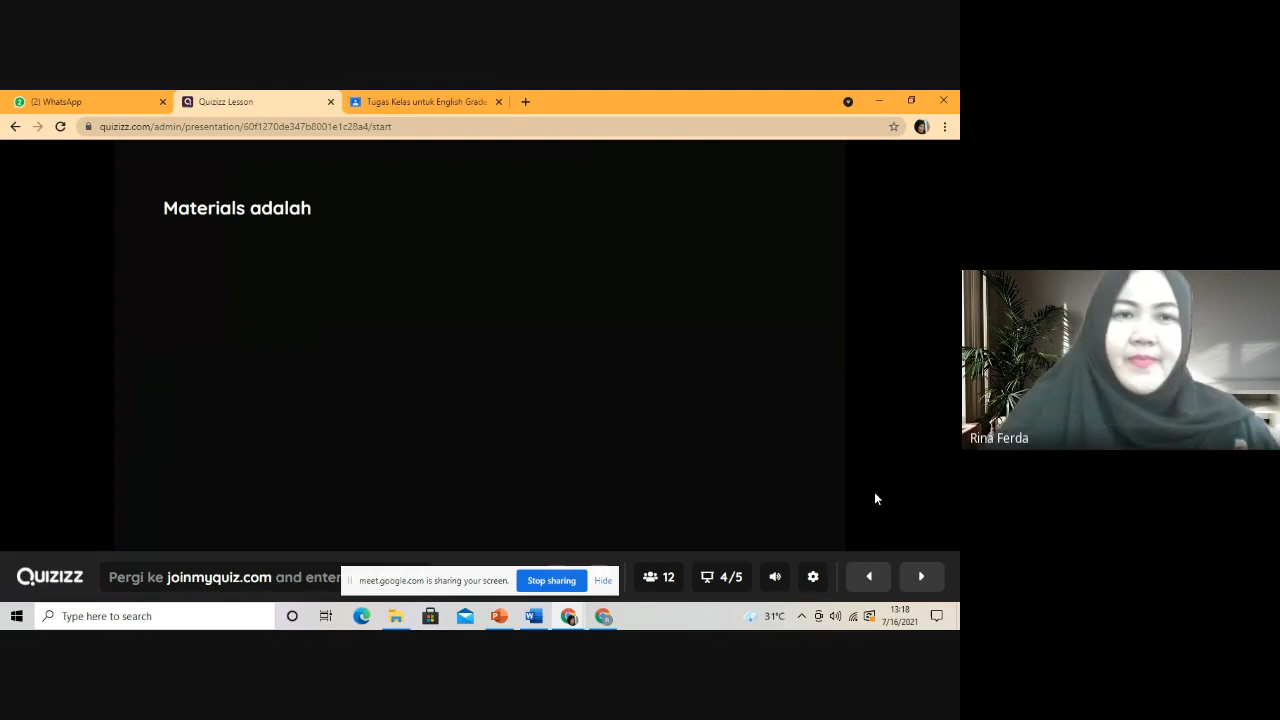 (2) WhatsApp
Quizizz Lesson
Tugas Kelas untuk English Grade
quizizz.com/admin/presentation/60f1270de347b8001e1c28a4/start
Materials adalah
Rina Ferda
QUIZIZZ
Pergi ke joinmyquiz.com and enter
meet.google.com is sharing your screen.
Stop sharing
Hide
12
4/5
Type here to search
31°C
13:18
7/16/2021